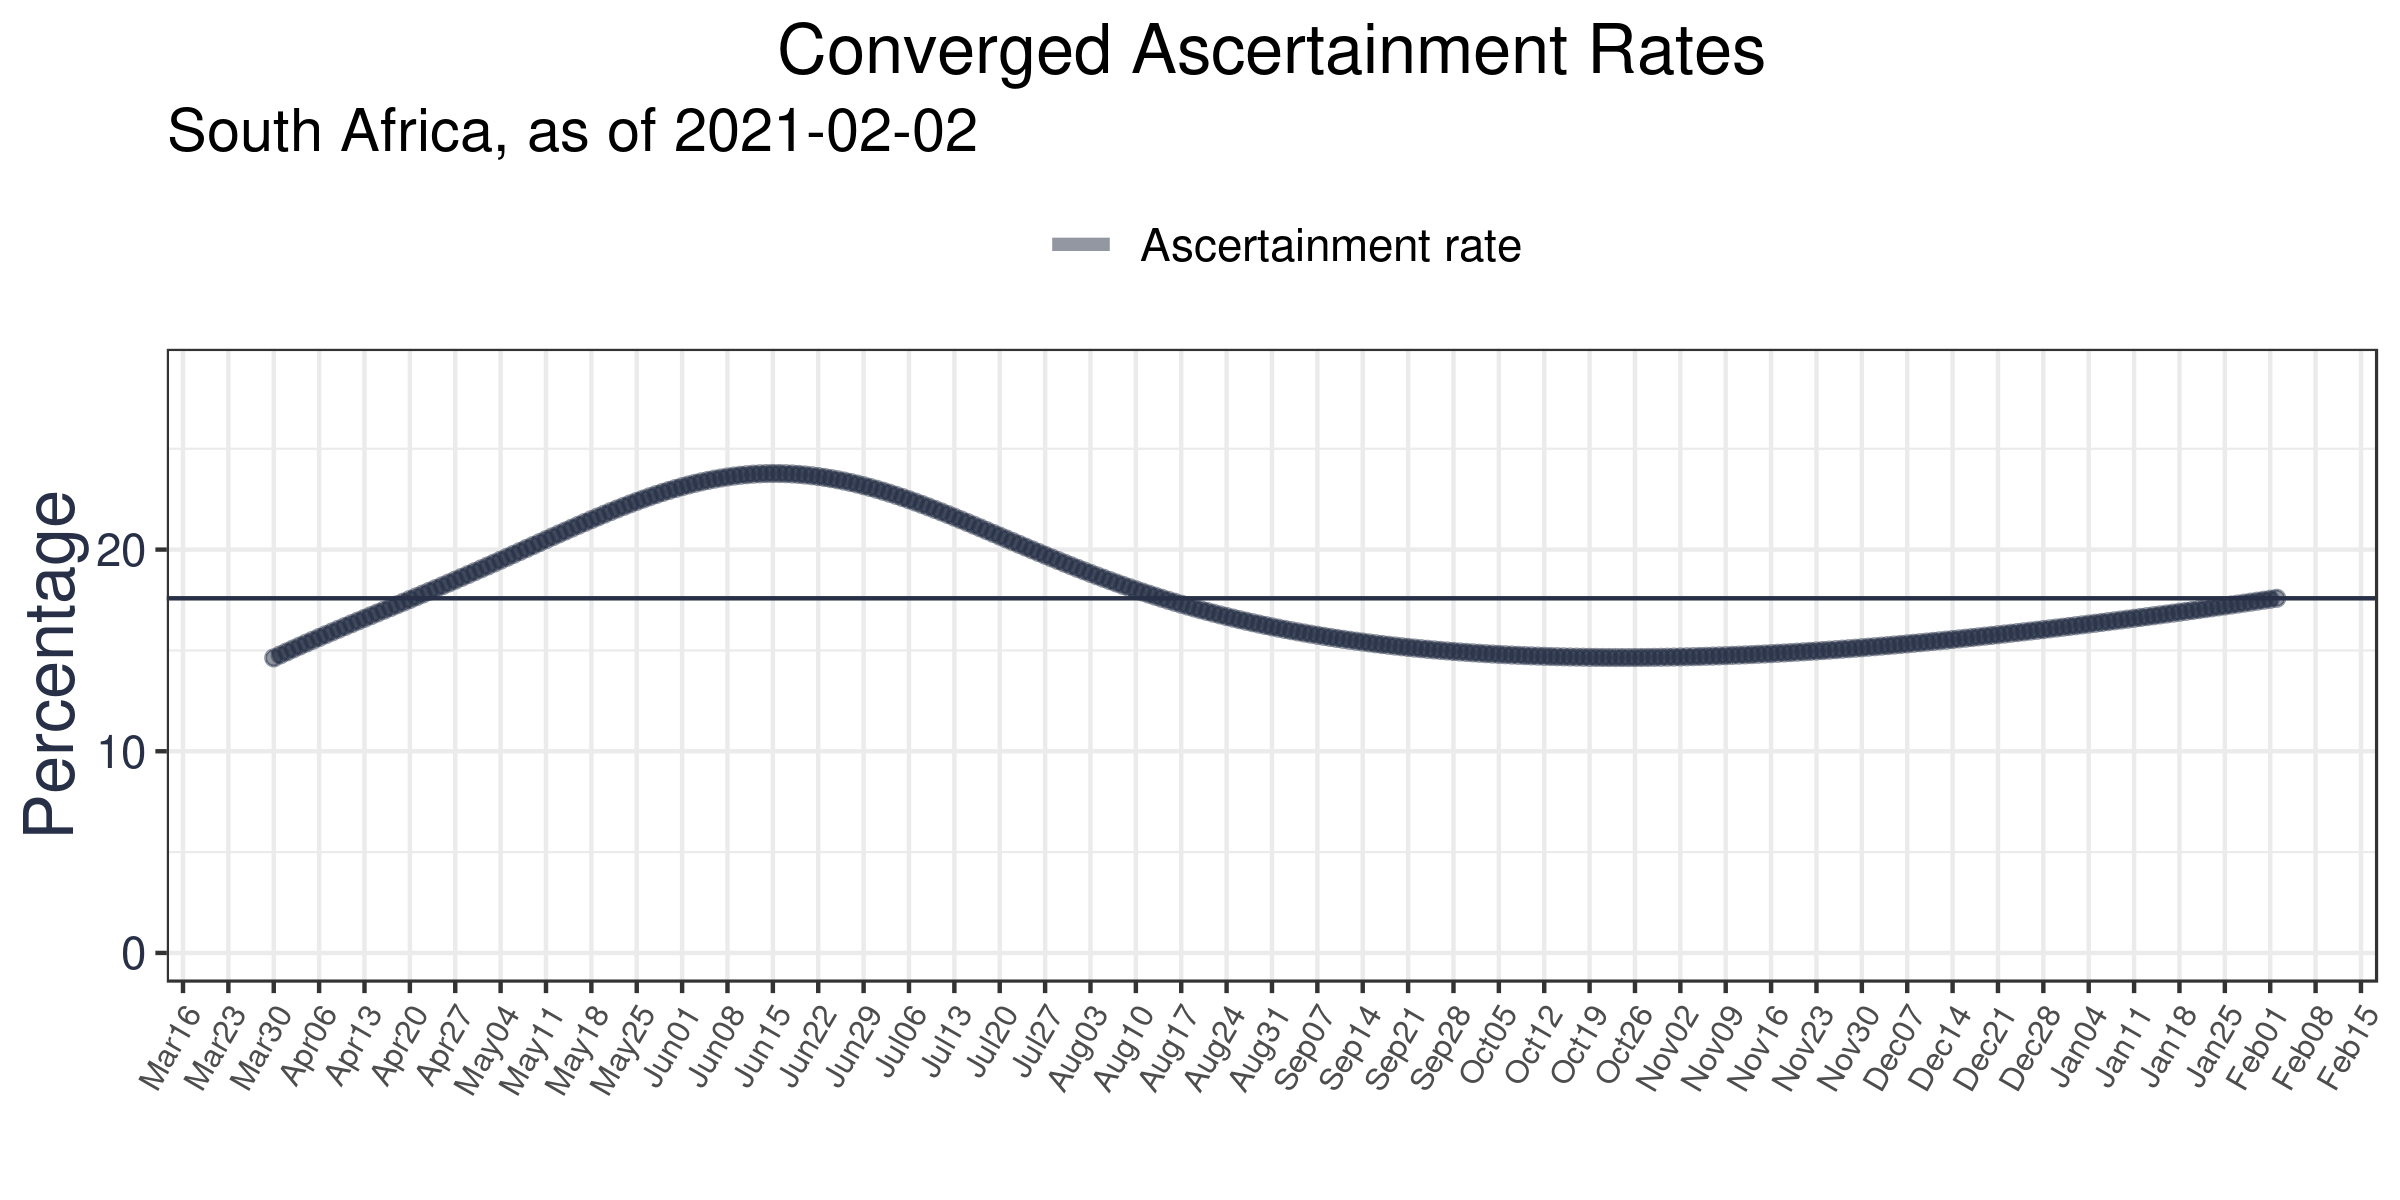 Converged Ascertainment Rates
South Africa, as of 2021-02-02
Ascertainment rate
Percentage
20
10
0
Mar16 Mar23 Mar30 Apr06 Apr13 Apr20 Apr27 May04 May11 May18 May25 Jun01 Jun08 Jun15 Jun22 Jun29 Jul06 Jul13 Jul20 Jul27 Aug03 Aug10 Aug17 Aug24 Aug31 Sep07 Sep14 Sep21 Sep28 Oct05 Oct12 Oct19 Oct26 Nov02 Nov09 Nov16 Nov23 Nov30 Dec07 Dec14 Dec21 Dec28 Jan04 Jan11 Jan18 Jan25 Feb01 Feb08 Feb15